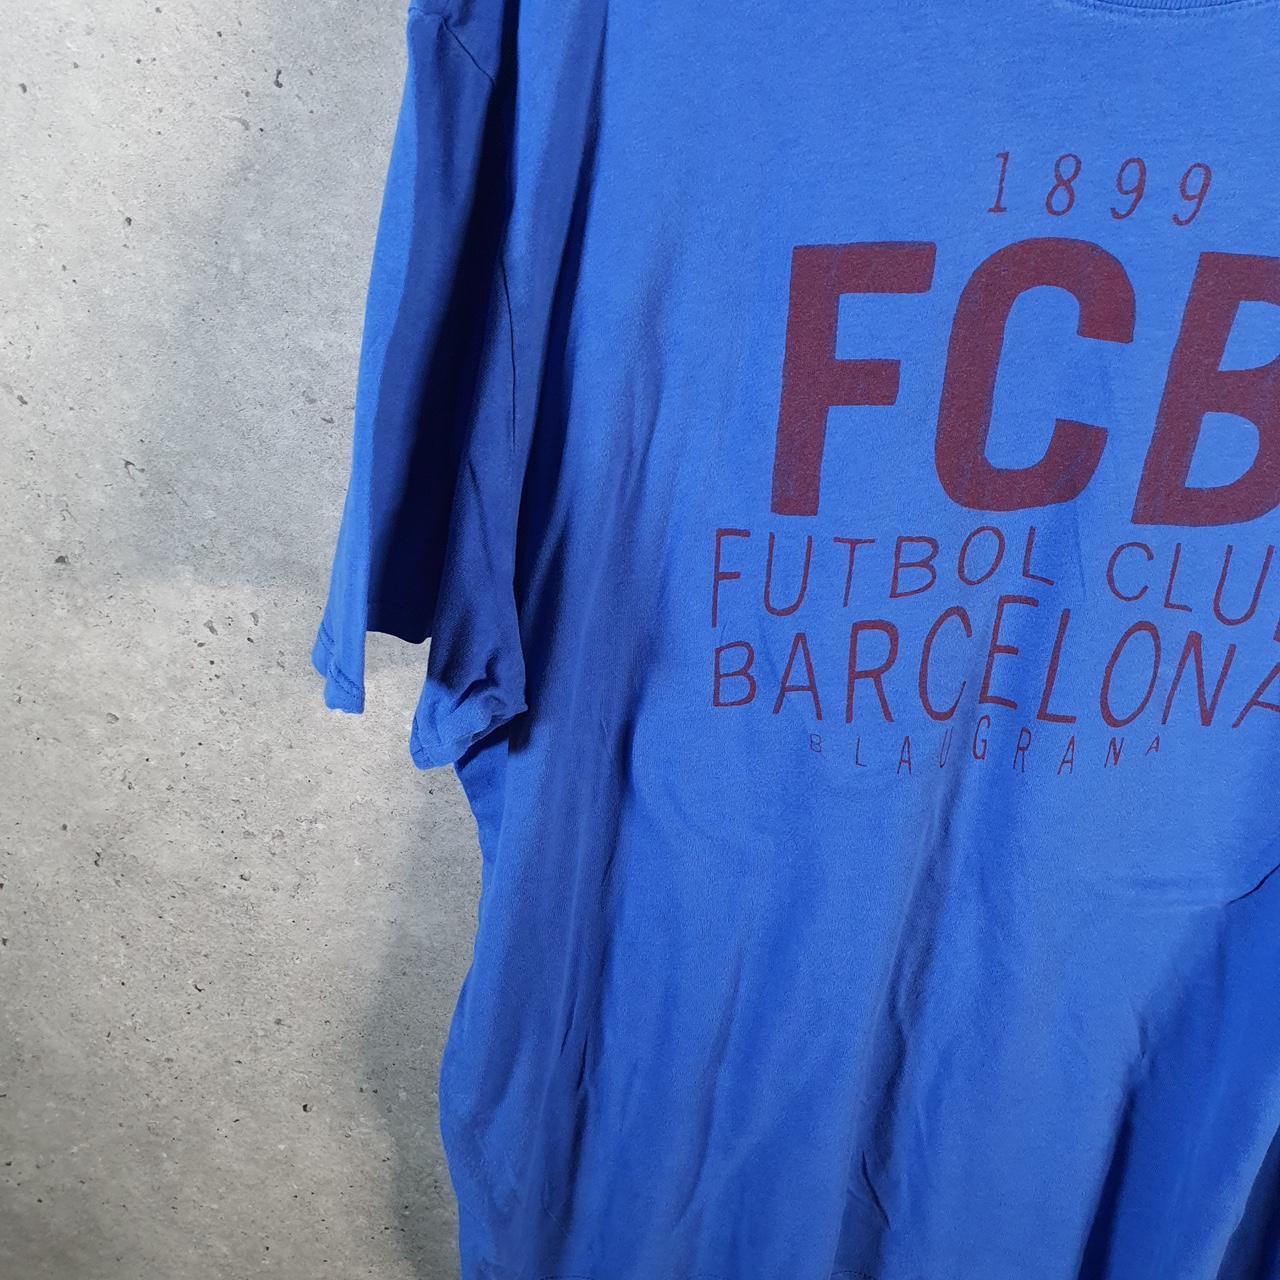 1899
FCB
FUTBOL CLU
BARCELONA
BLAUGRANA